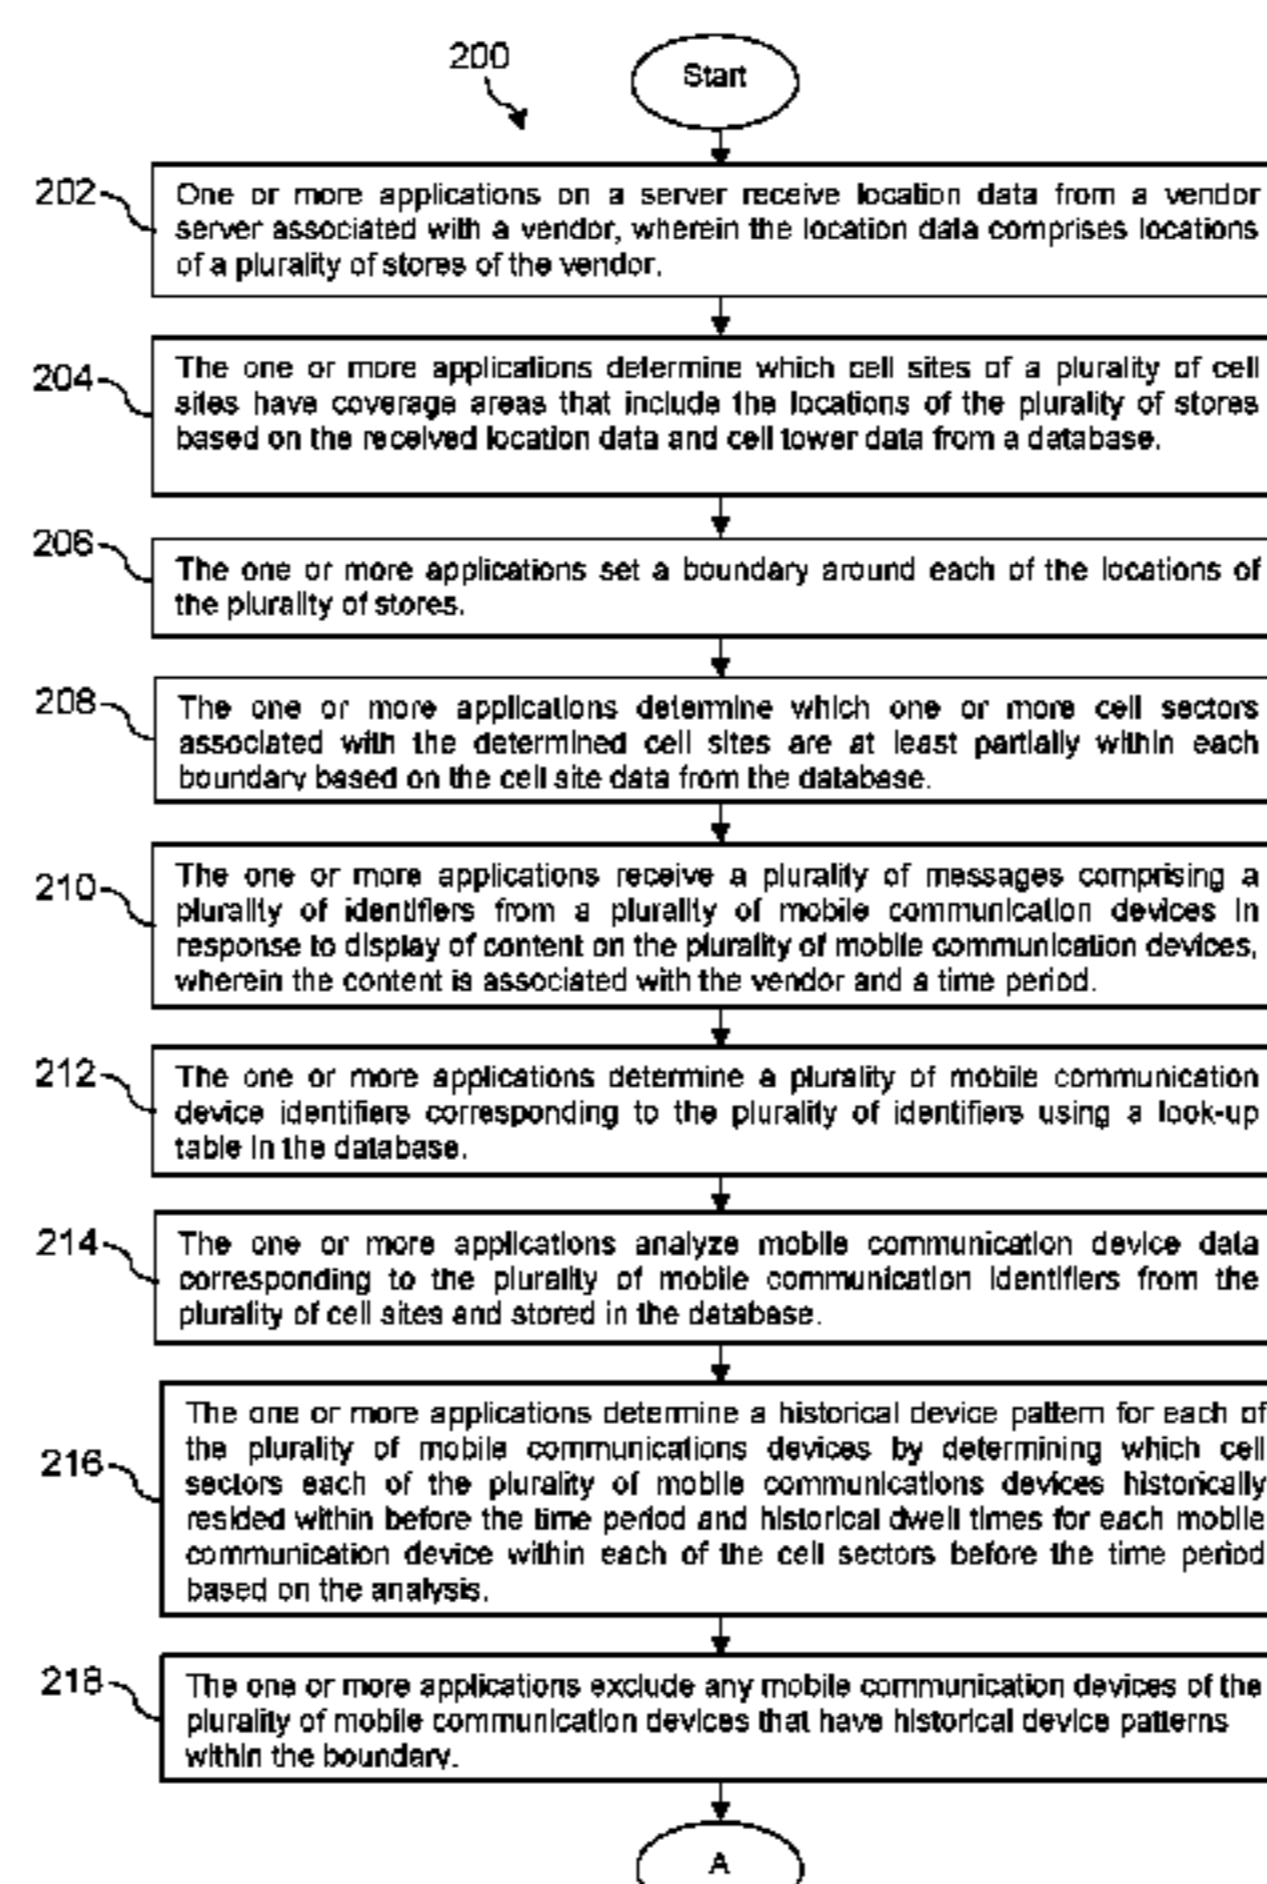 200
Start
202
One or more applications on a server receive location data from a vendor
server associated with a vendor, wherein the location data comprises locations
of a plurality of stores of the vendor.
204
The one or more applications determine which cell sites of a plurality of cell
sites have coverage areas that include the locations of the plurality of stores
based on the received location data and cell tower data from a database.
206
The one or more applications set a boundary around each of the locations of
the plurality of stores.
208
The one or more applications determine which one or more cell sectors
associated with the determined cell sites are at least partially within each
boundary based on the cell site data from the database.
210
The one or more applications receive a plurality of messages comprising a
plurality of identifiers from a plurality of mobile communication devices in
response to display of content on the plurality of mobile communication devices,
wherein the content is associated with the vendor and a time period.
212
The one or more applications determine a plurality of mobile communication
device identifiers corresponding to the plurality of identifiers using a look-up
table in the database.
214
The one or more applications analyze mobile communication device data
corresponding to the plurality of mobile communication identifiers from the
plurality of cell sites and stored in the database.
216
The one or more applications determine a historical device pattern for each of
the plurality of mobile communications devices by determining which cell
sectors each of the plurality of mobile communications devices historically
resided within before the time period and historical dwell times for each mobile
communication device within each of the cell sectors before the time period
based on the analysis.
218
The one or more applications exclude any mobile communication devices of the
plurality of mobile communication devices that have historical device patterns
within the boundary.
A